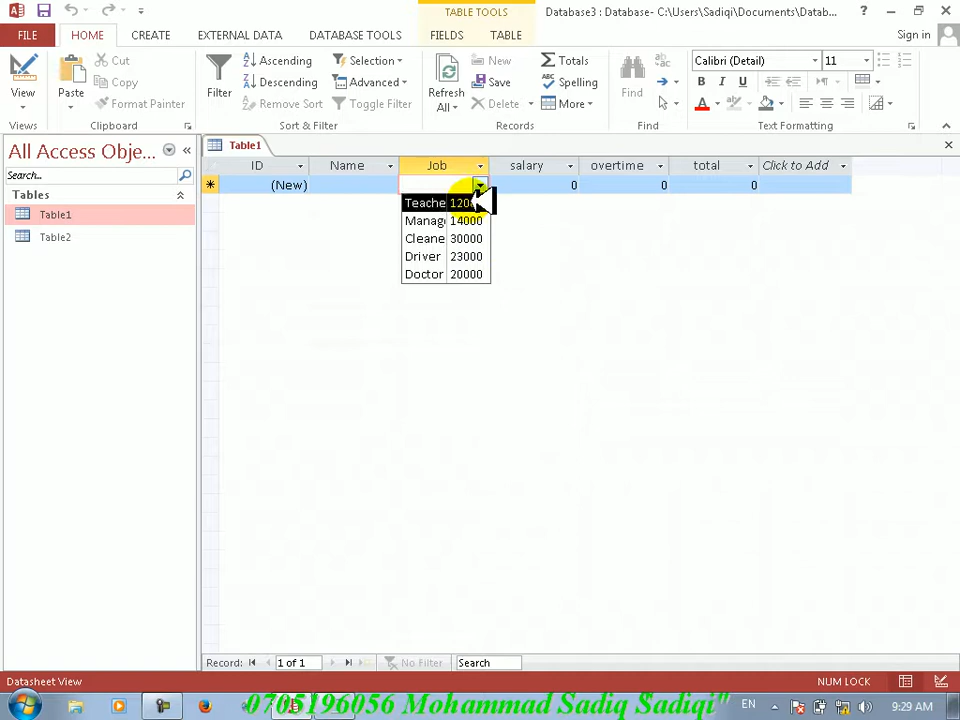 TABLE TOOLS
Database3 : Database- C:\Users\Sadiqi\Documents\Datab...
FILE HOME CREATE EXTERNAL DATA DATABASE TOOLS FIELDS TABLE Sign in
View
Views
Paste
Cut
Copy
Format Painter
Clipboard
Filter
Ascending
Descending
Remove Sort
Selection
Advanced
Toggle Filter
Sort & Filter
Refresh
All
New
Save
Delete
Totals
Spelling
More
Records
Find
Find
Calibri (Detail) 11
B I U
A
Text Formatting
All Access Obje...
Search...
Tables
Table1
Table2
Table1
ID Name Job salary overtime total Click to Add
(New) 0 0 0
Teache
Manag 14000
Cleane 30000
Driver 23000
Doctor 20000
Record: 1 of 1 No Filter Search
Datasheet View NUM LOCK
0705196056 Mohammad Sadiq Sadiqi"
EN 9:29 AM